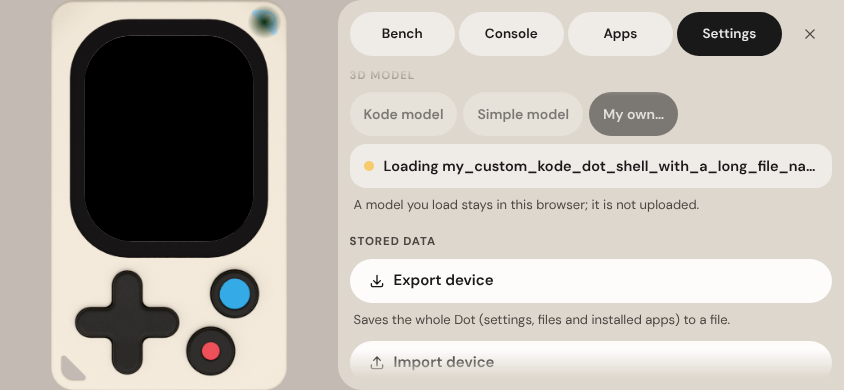 Bench
Console
Apps
Settings
3D MODEL
Kode model
Simple model
My own...
Loading my_custom_kode_dot_shell_with_a_long_file_na...
A model you load stays in this browser; it is not uploaded.
STORED DATA
Export device
Saves the whole Dot (settings, files and installed apps) to a file.
Import device